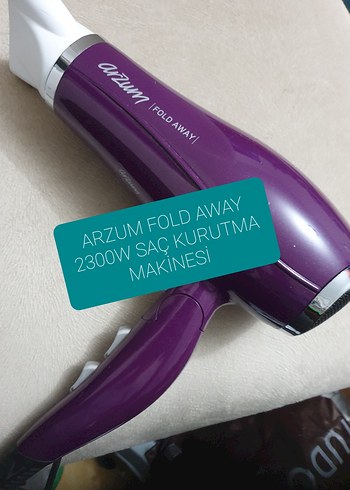 arzum
|FOLD AWAY|
ARZUM FOLD AWAY
2300W SAÇ KURUTMA
MAKİNESİ